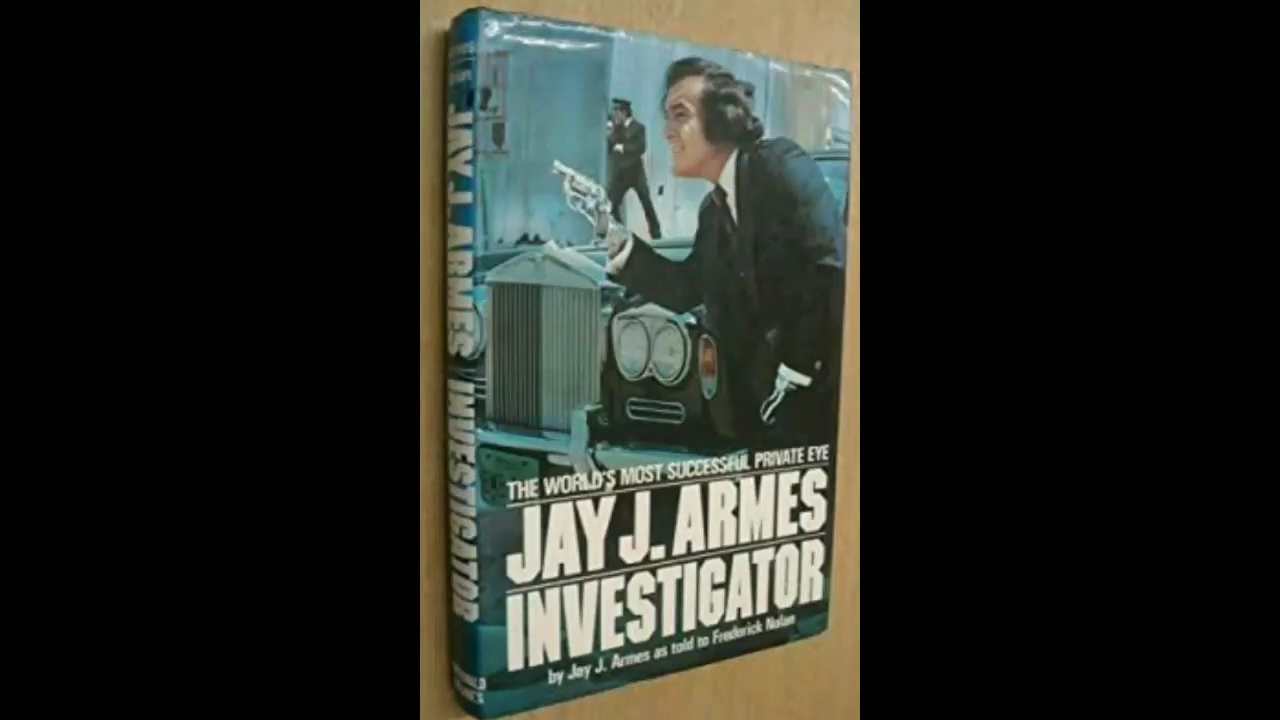 THE WORLD'S MOST SUCCESSFUL PRIVATE EYE
JAY J. ARMES
INVESTIGATOR
by Jay J. Armes as told to Frederick Nolan
JAY J. ARMES INVESTIGATOR